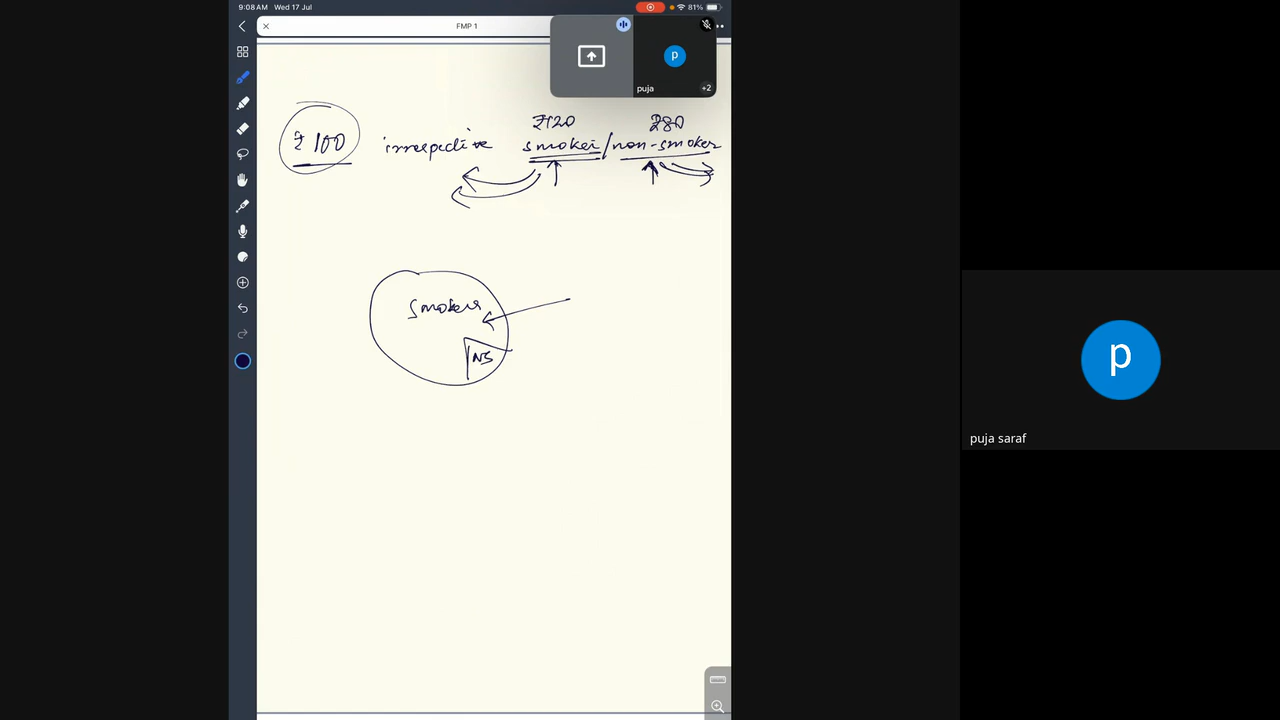 9:08 AM Wed 17 Jul
81%
FMP 1
p
puja
+2
₹120 ₹80
₹ 100 irrespective smoker/non-smoker
smokers
NS
p
puja saraf